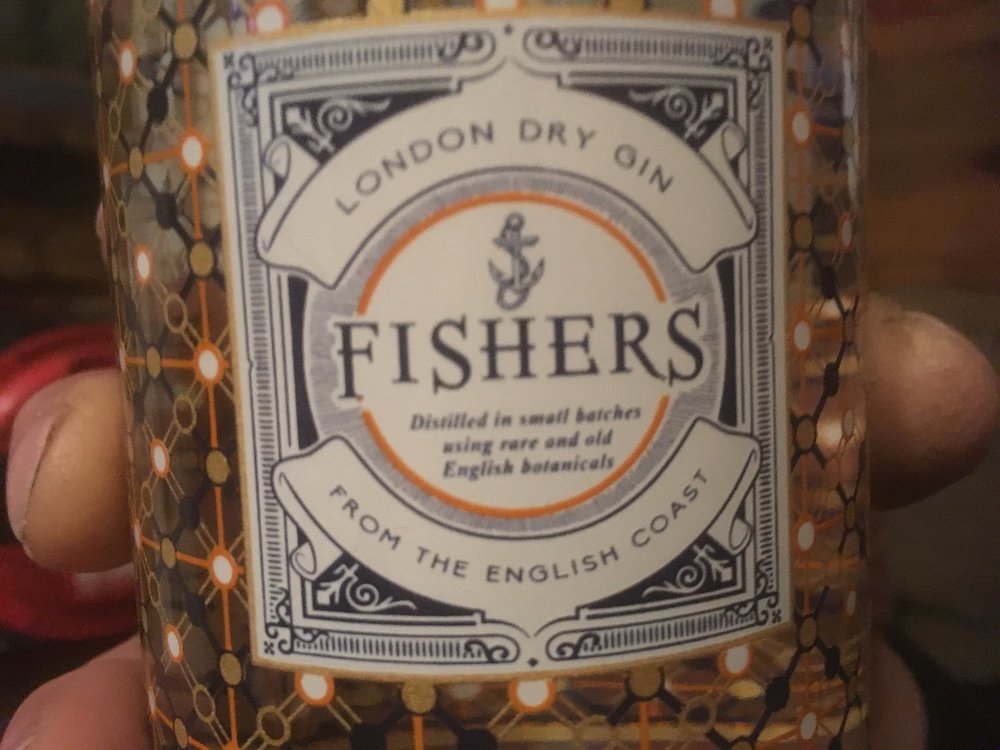 LONDON DRY GIN
FISHERS
Distilled in small batches
using rare and old
English botanicals
FROM THE ENGLISH COAST